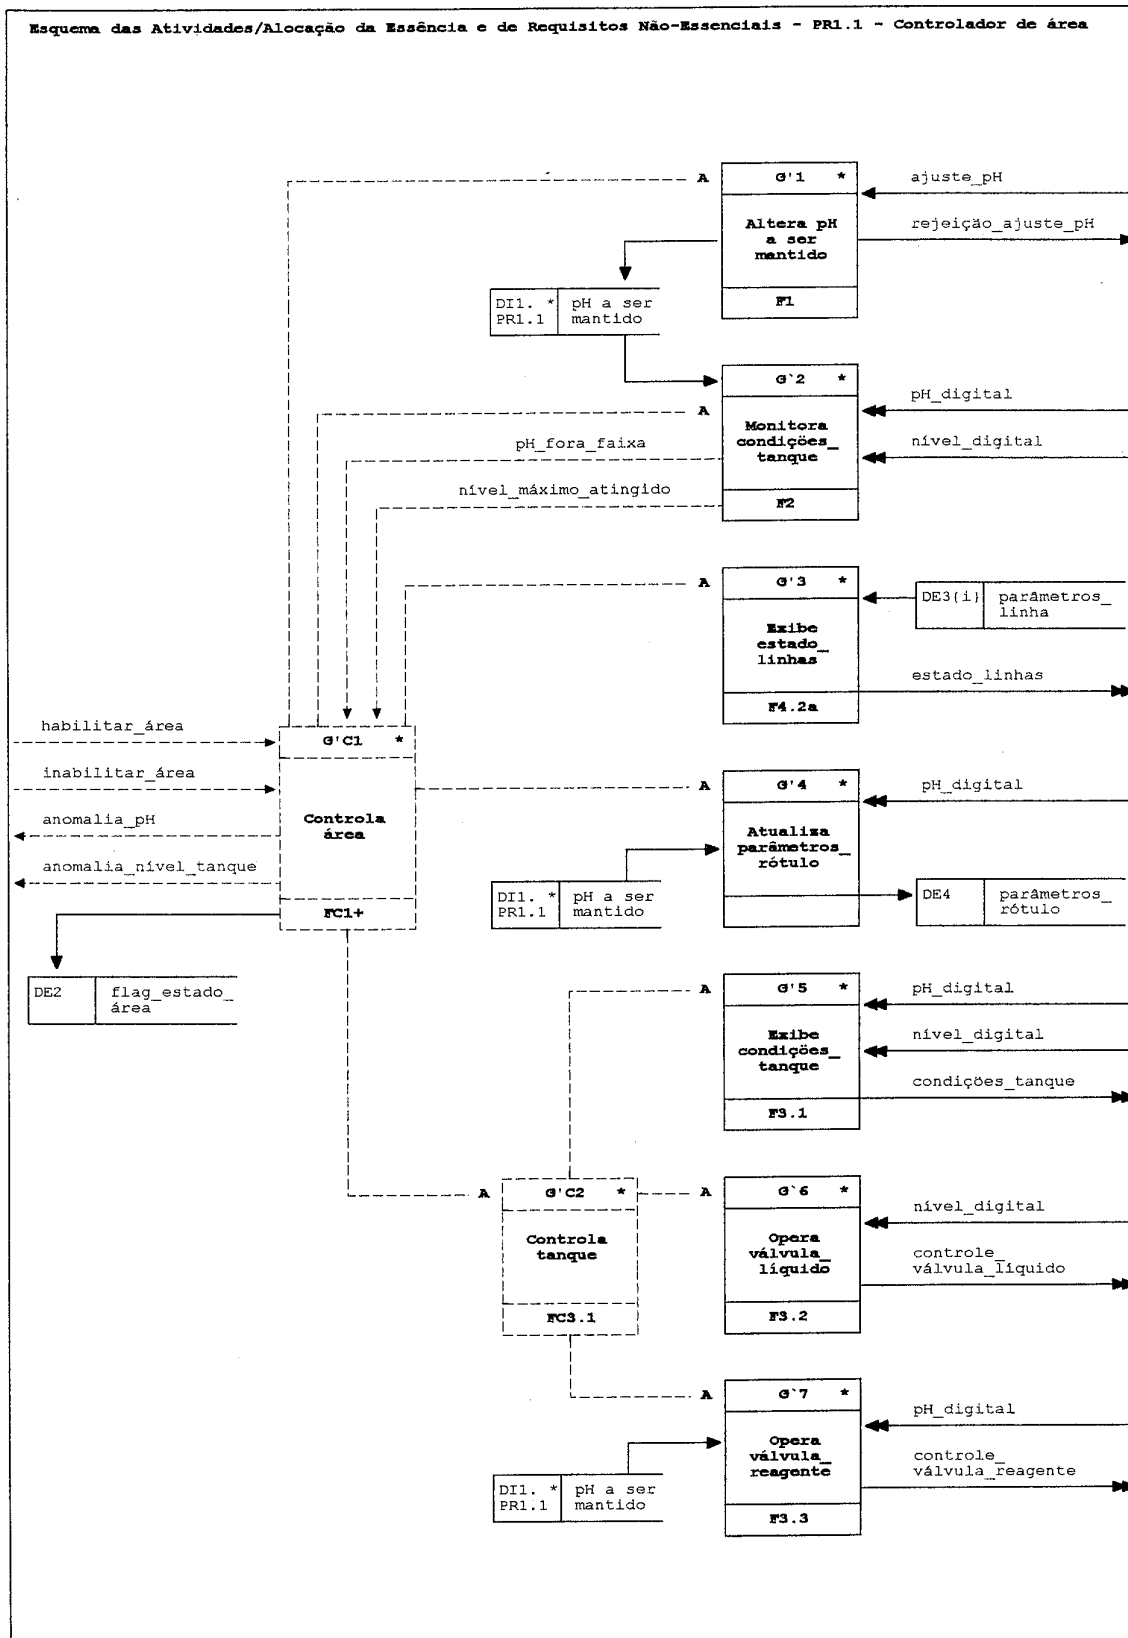 Esquema das Atividades/Alocação da Essência e de Requisitos Não-Essenciais - PR1.1 - Controlador de área
A
G'1 *
ajuste_pH
Altera pH
a ser
mantido
rejeição_ajuste_pH
F1
DI1. * pH a ser
PR1.1 mantido
A
G`2 *
pH_digital
Monitora
condições_
tanque
nível_digital
pH_fora_faixa
nível_máximo_atingido
F2
A
G'3 *
DE3{i} parâmetros_
linha
Exibe
estado_
linhas
estado_linhas
F4.2a
habilitar_área
inabilitar_área
anomalia_pH
anomalia_nível_tanque
G'C1 *
Controla
área
FC1+
DE2 flag_estado_
área
A
G'4 *
pH_digital
Atualiza
parâmetros_
rótulo
DI1. * pH a ser
PR1.1 mantido
DE4 parâmetros_
rótulo
A
G'5 *
pH_digital
Exibe
condições_
tanque
nível_digital
condições_tanque
F3.1
A
G'C2 *
Controla
tanque
FC3.1
A
G`6 *
nível_digital
Opera
válvula_
líquido
controle_
válvula_líquido
F3.2
A
G`7 *
pH_digital
Opera
válvula_
reagente
controle_
válvula_reagente
F3.3
DI1. * pH a ser
PR1.1 mantido